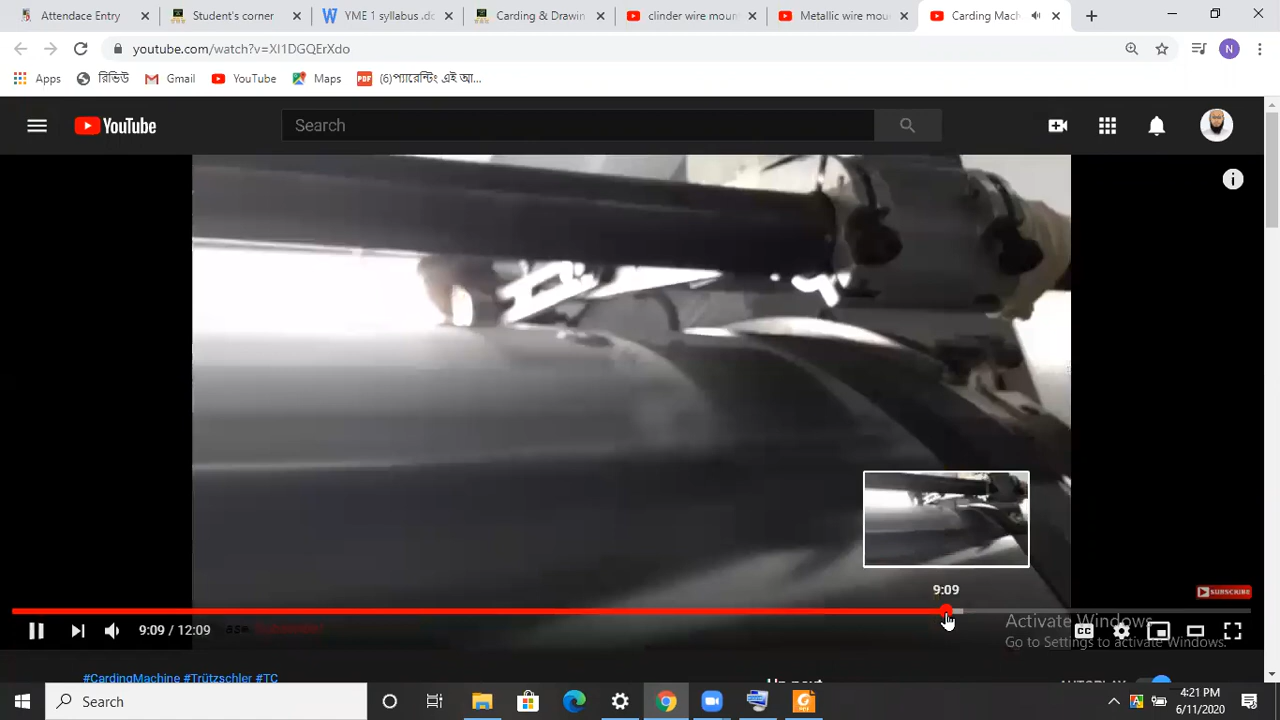 Attendace Entry
Student's corner
YME 1 syllabus .do
Carding & Drawin
clinder wire moun
Metallic wire mou
Carding Mach
youtube.com/watch?v=XI1DGQErXdo
N
Apps
রিভিউ
Gmail
YouTube
Maps
PDF
(6)প্যারেন্টিং এই আ...
YouTube
Search
9:09
SUBSCRIBE
9:09 / 12:09
CC
Activate Windows
Go to Settings to activate Windows.
#CardingMachine #Trützschler #TC
Up next
AUTOPLAY
Search
4:21 PM
6/11/2020